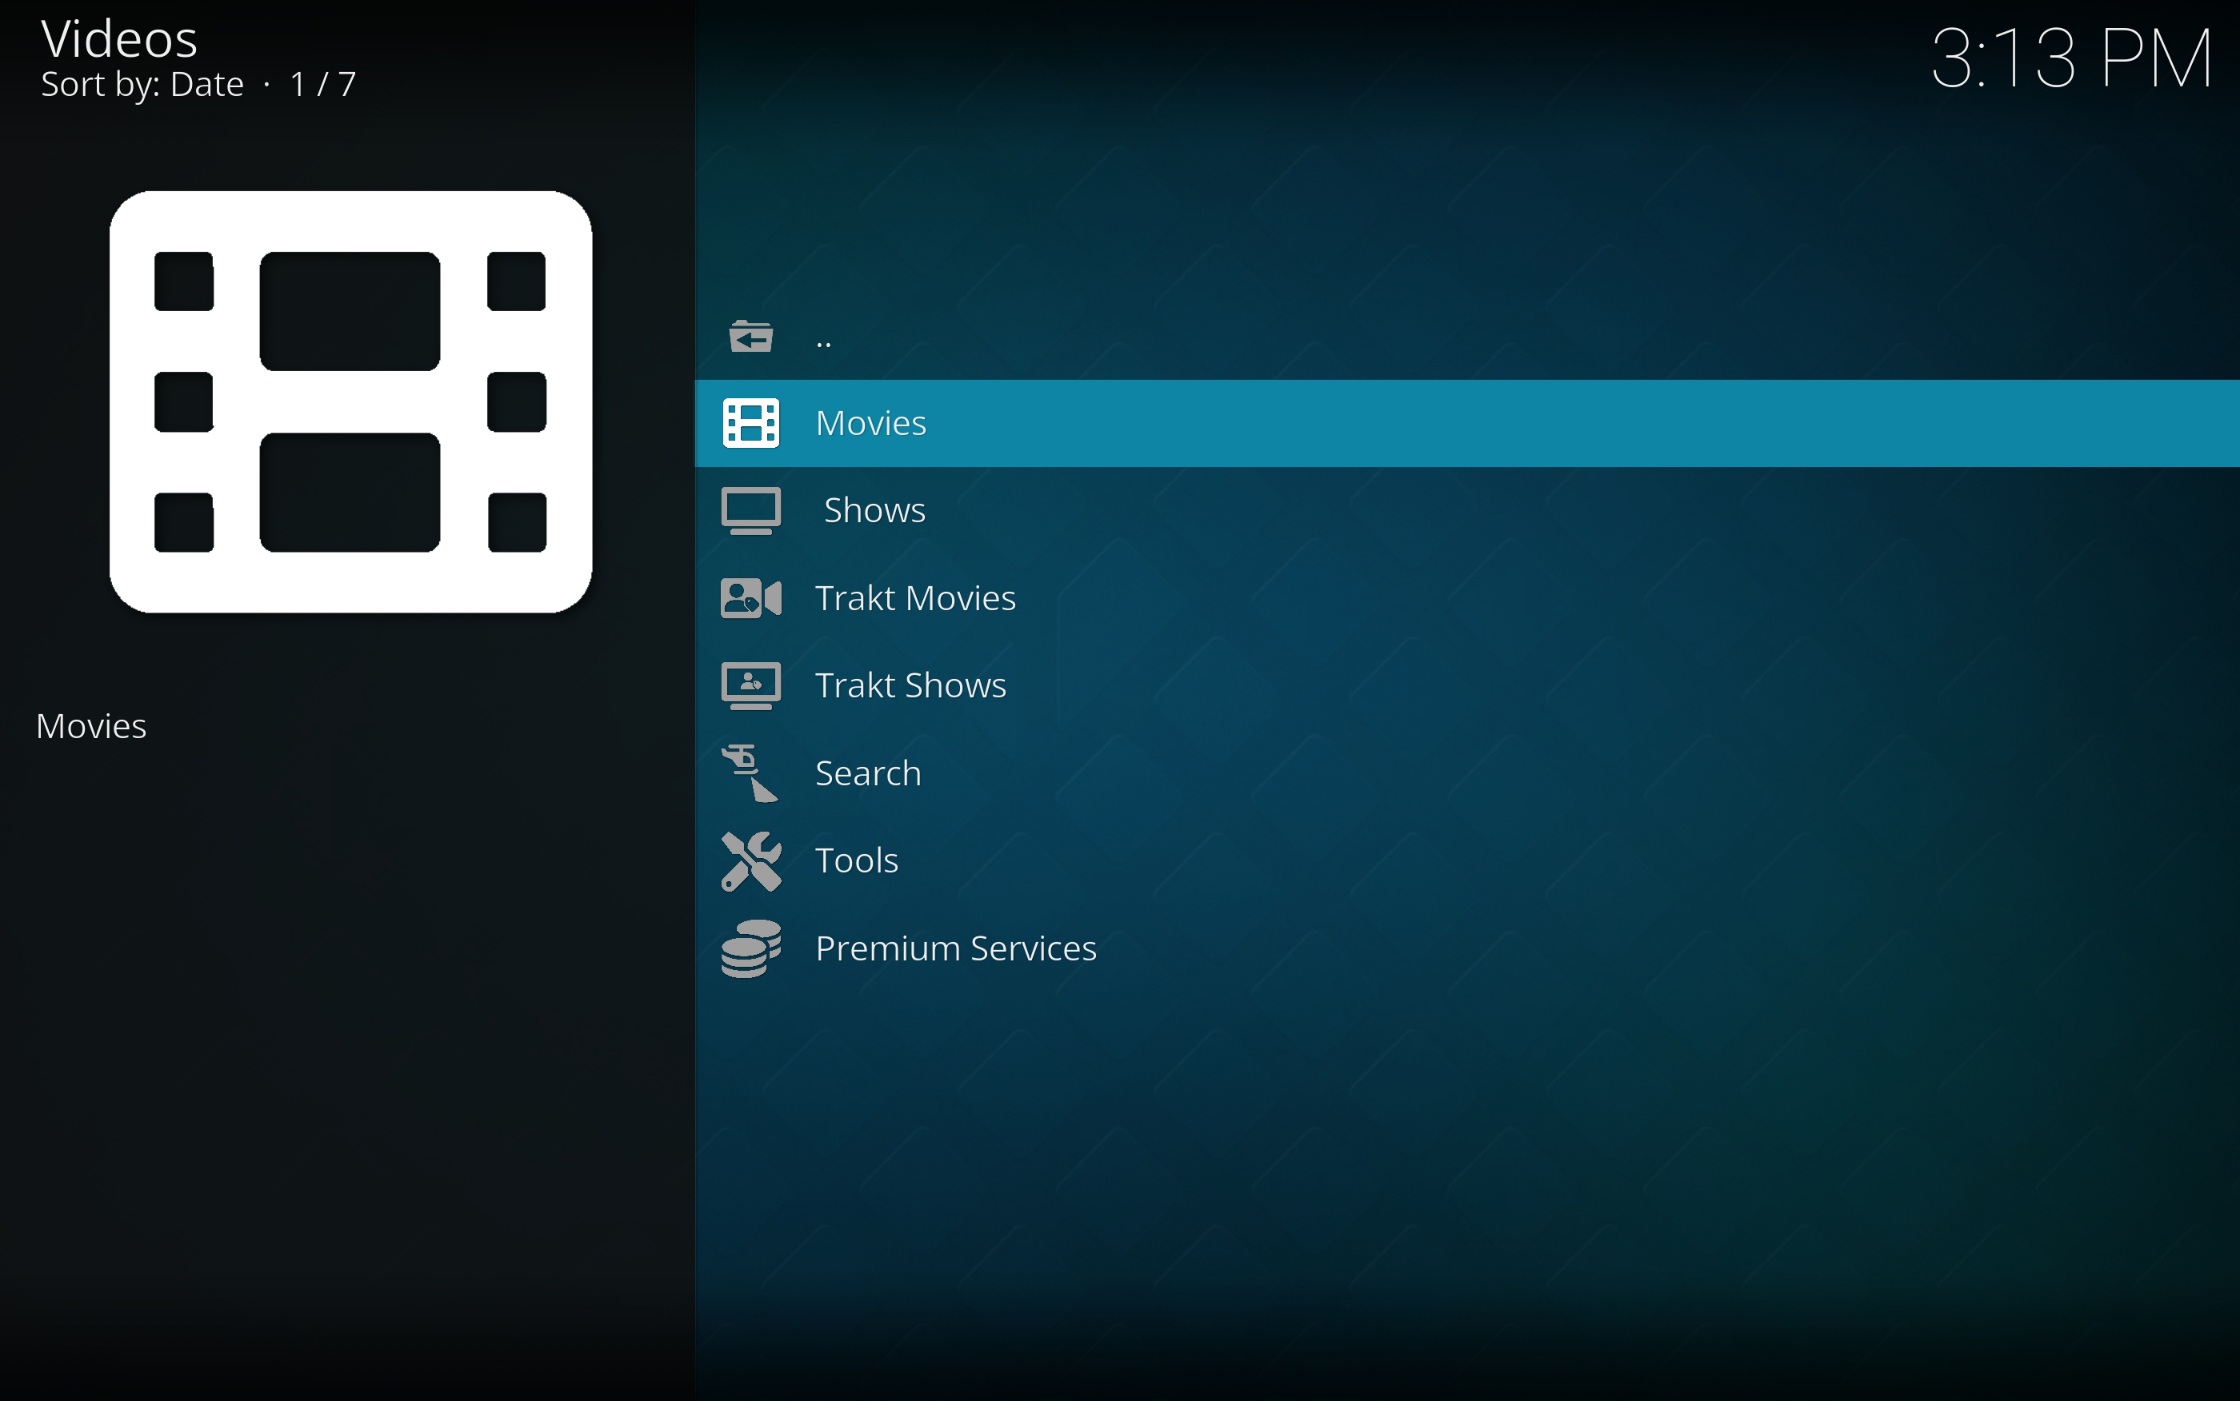 Videos
Sort by: Date · 1 / 7
3:13 PM
..
Movies
Shows
Trakt Movies
Trakt Shows
Search
Tools
Premium Services
Movies